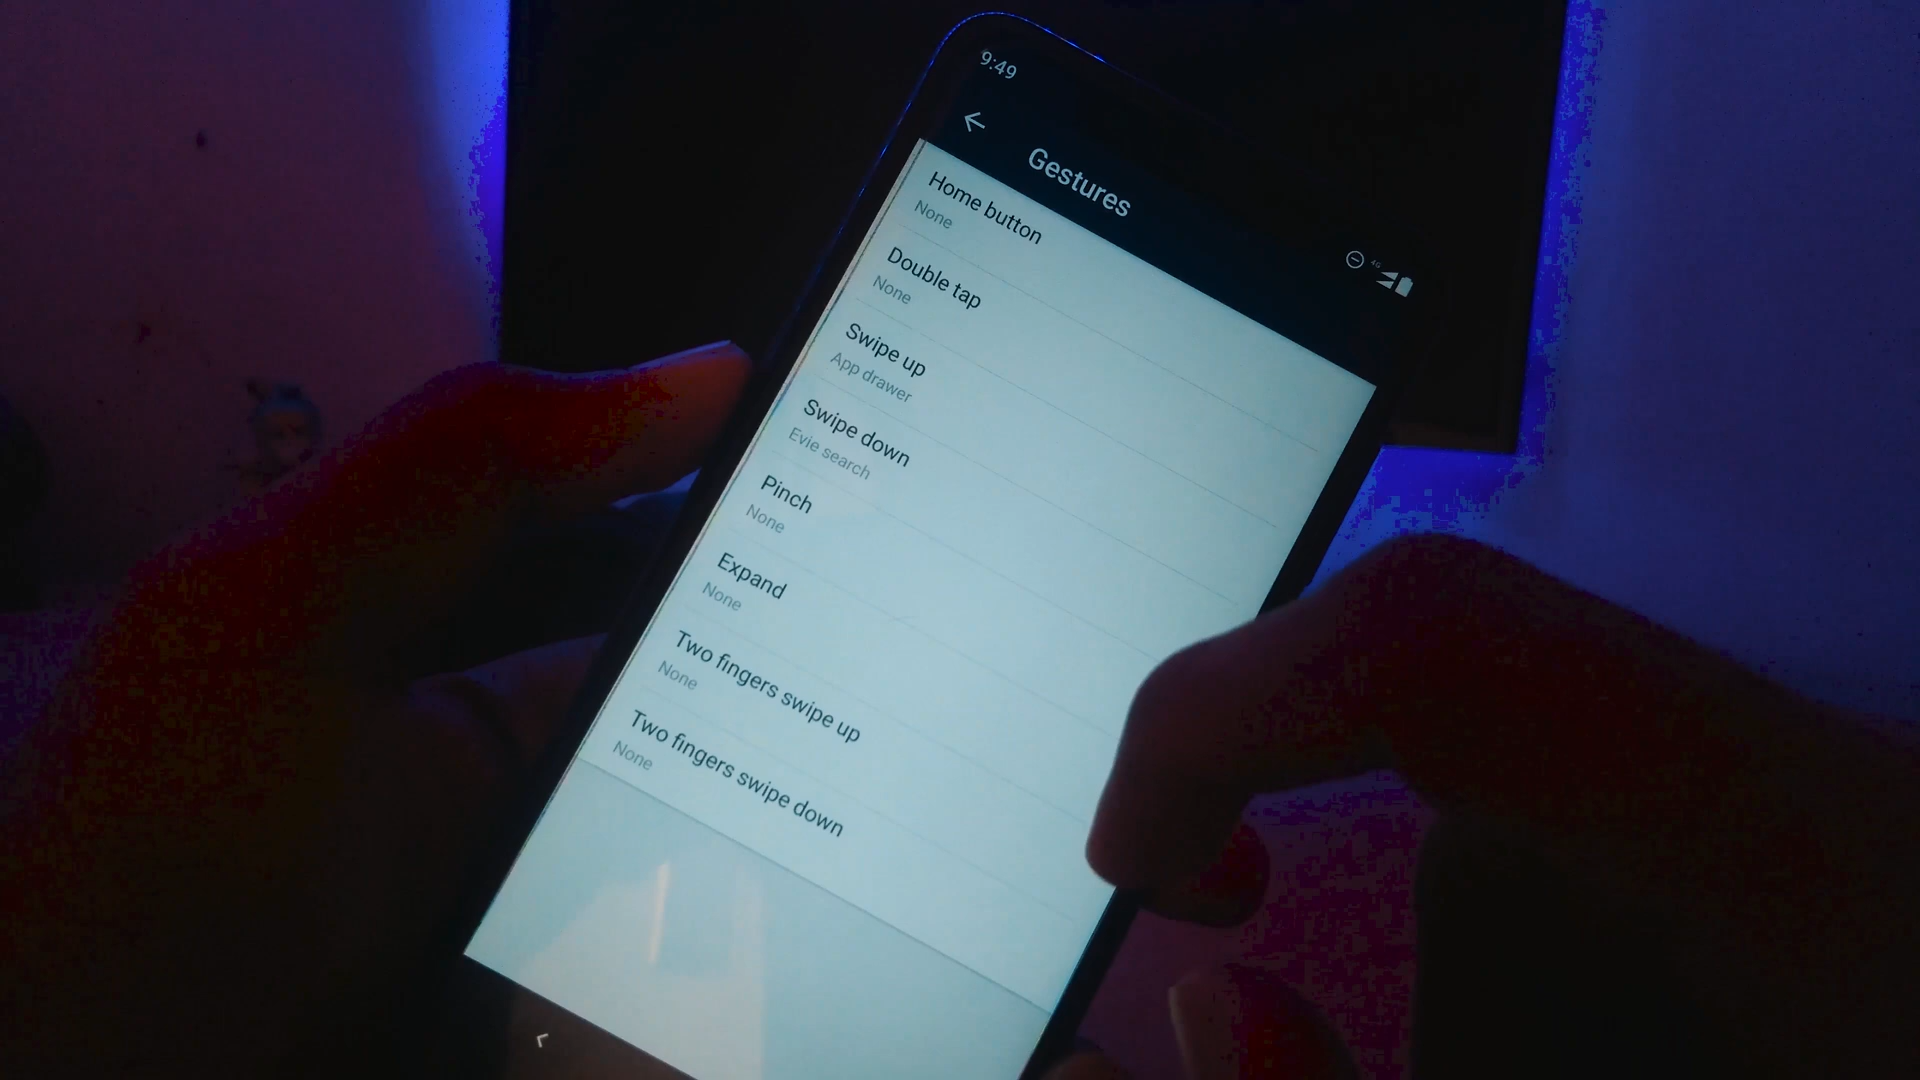 9:49
4G
Gestures
Home button
None
Double tap
None
Swipe up
App drawer
Swipe down
Evie search
Pinch
None
Expand
None
Two fingers swipe up
None
Two fingers swipe down
None